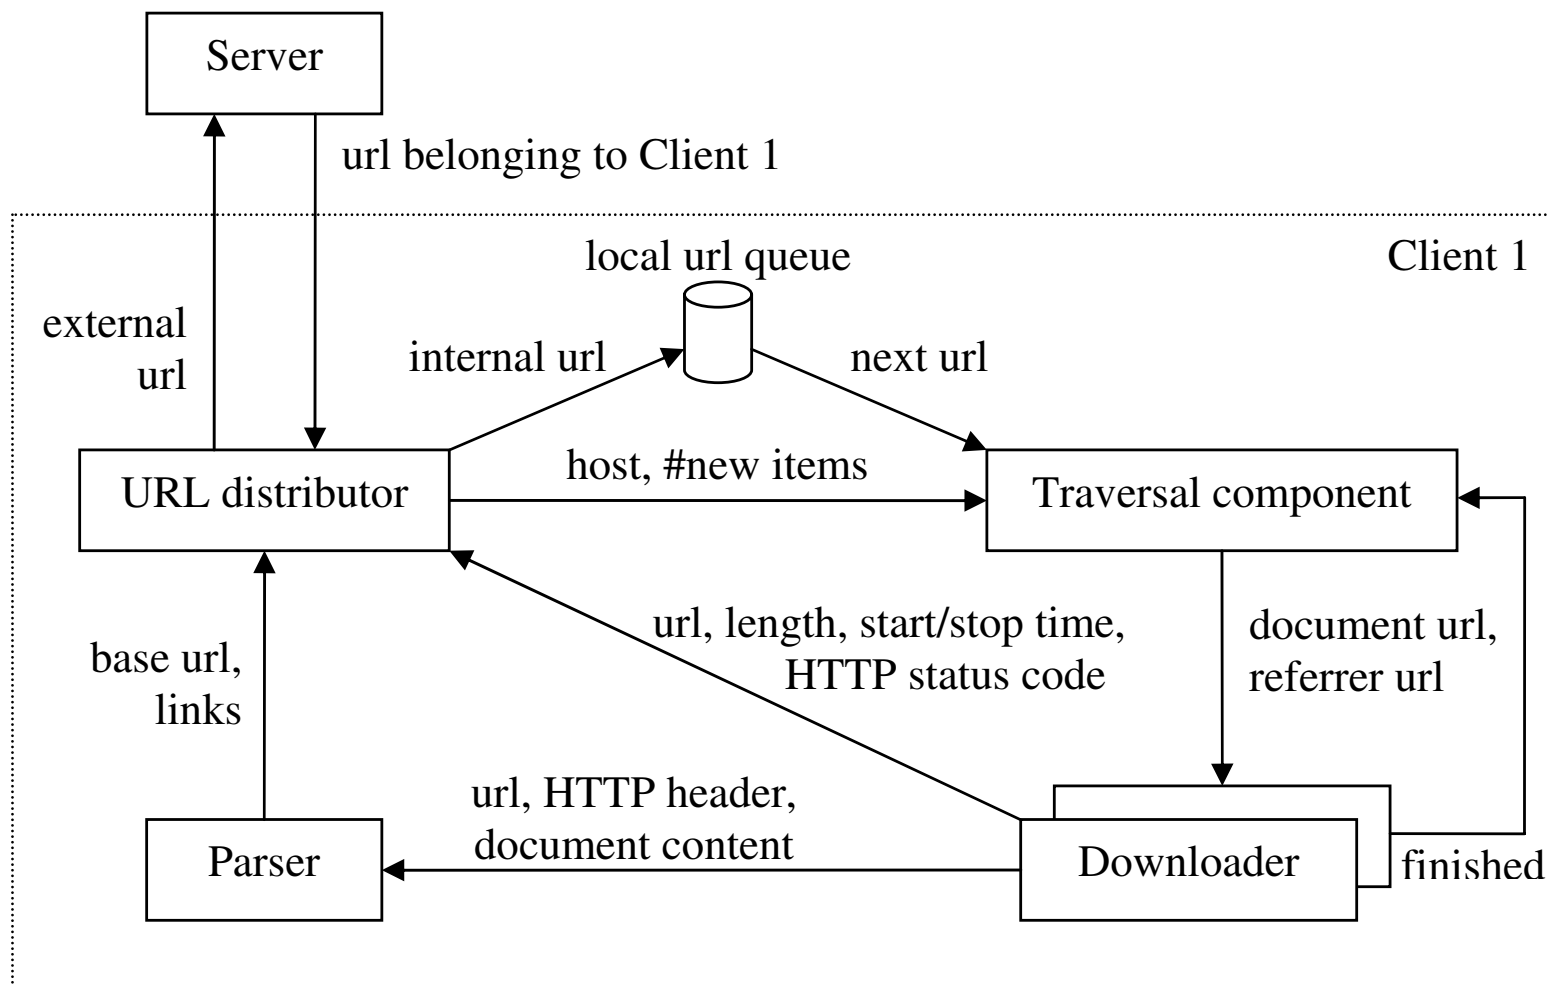 Server
url belonging to Client 1
local url queue
Client 1
external
url
internal url
next url
host, #new items
URL distributor
Traversal component
url, length, start/stop time,
HTTP status code
document url,
referrer url
base url,
links
url, HTTP header,
document content
Parser
Downloader
finished